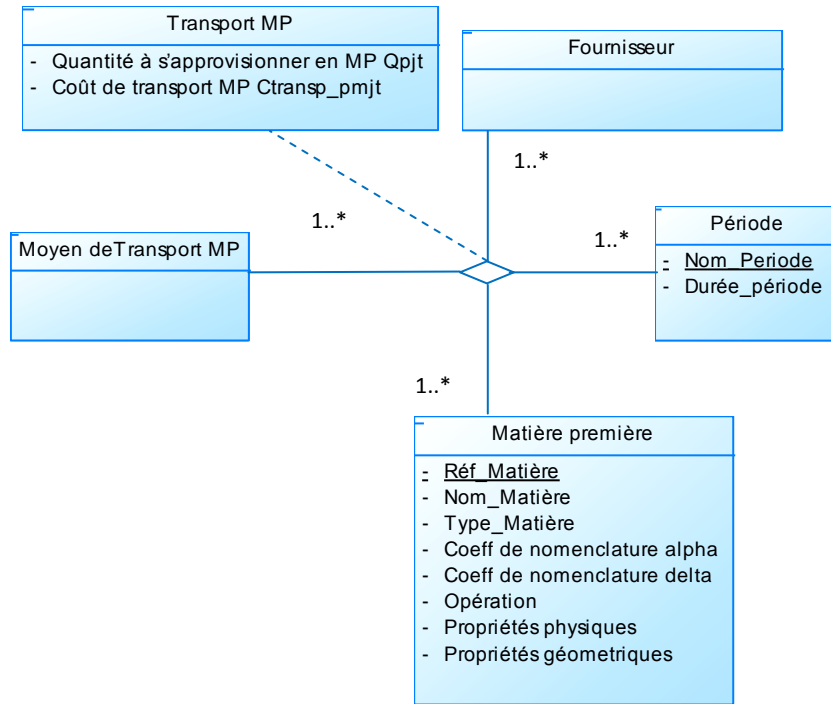 Transport MP
- Quantité à s'approvisionner en MP Qpjt
- Coût de transport MP Ctransp_pmjt
Fournisseur
1..*
1..*
1..*
Moyen deTransport MP
Période
- Nom_Periode
- Durée_période
1..*
Matière première
- Réf_Matière
- Nom_Matière
- Type_Matière
- Coeff de nomenclature alpha
- Coeff de nomenclature delta
- Opération
- Propriétés physiques
- Propriétés géometriques